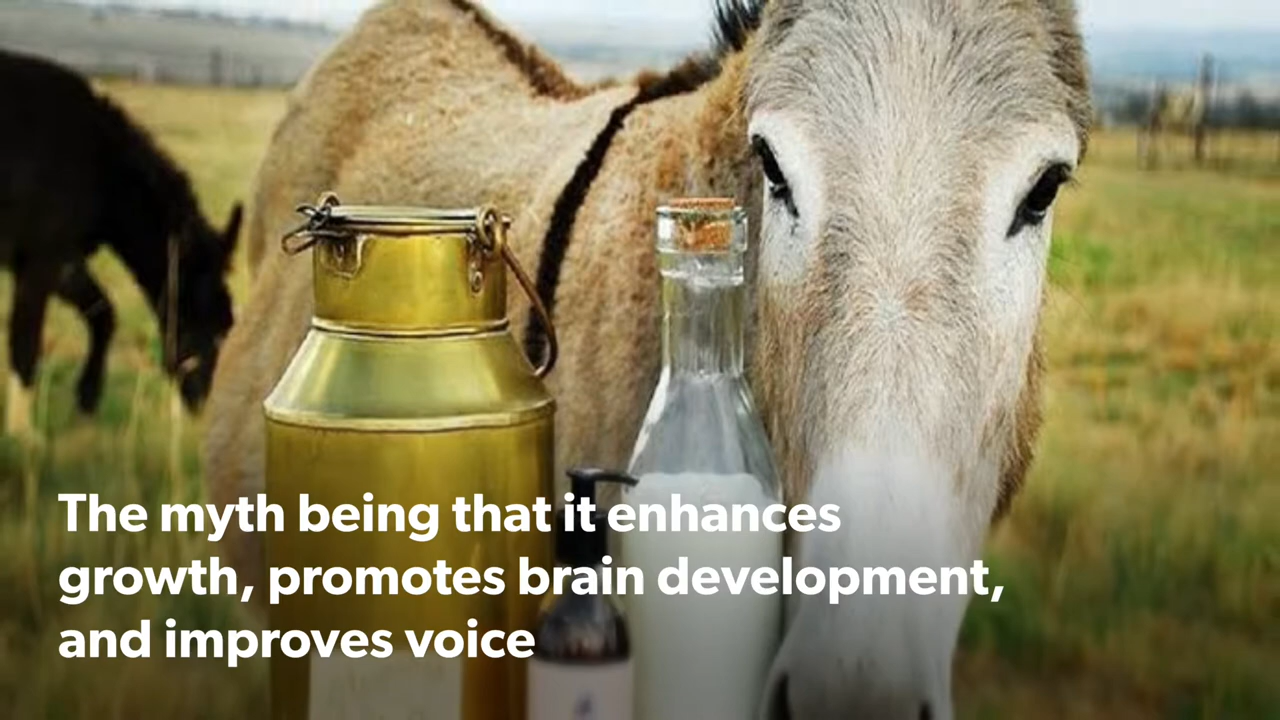 The myth being that it enhances
growth, promotes brain development,
and improves voice